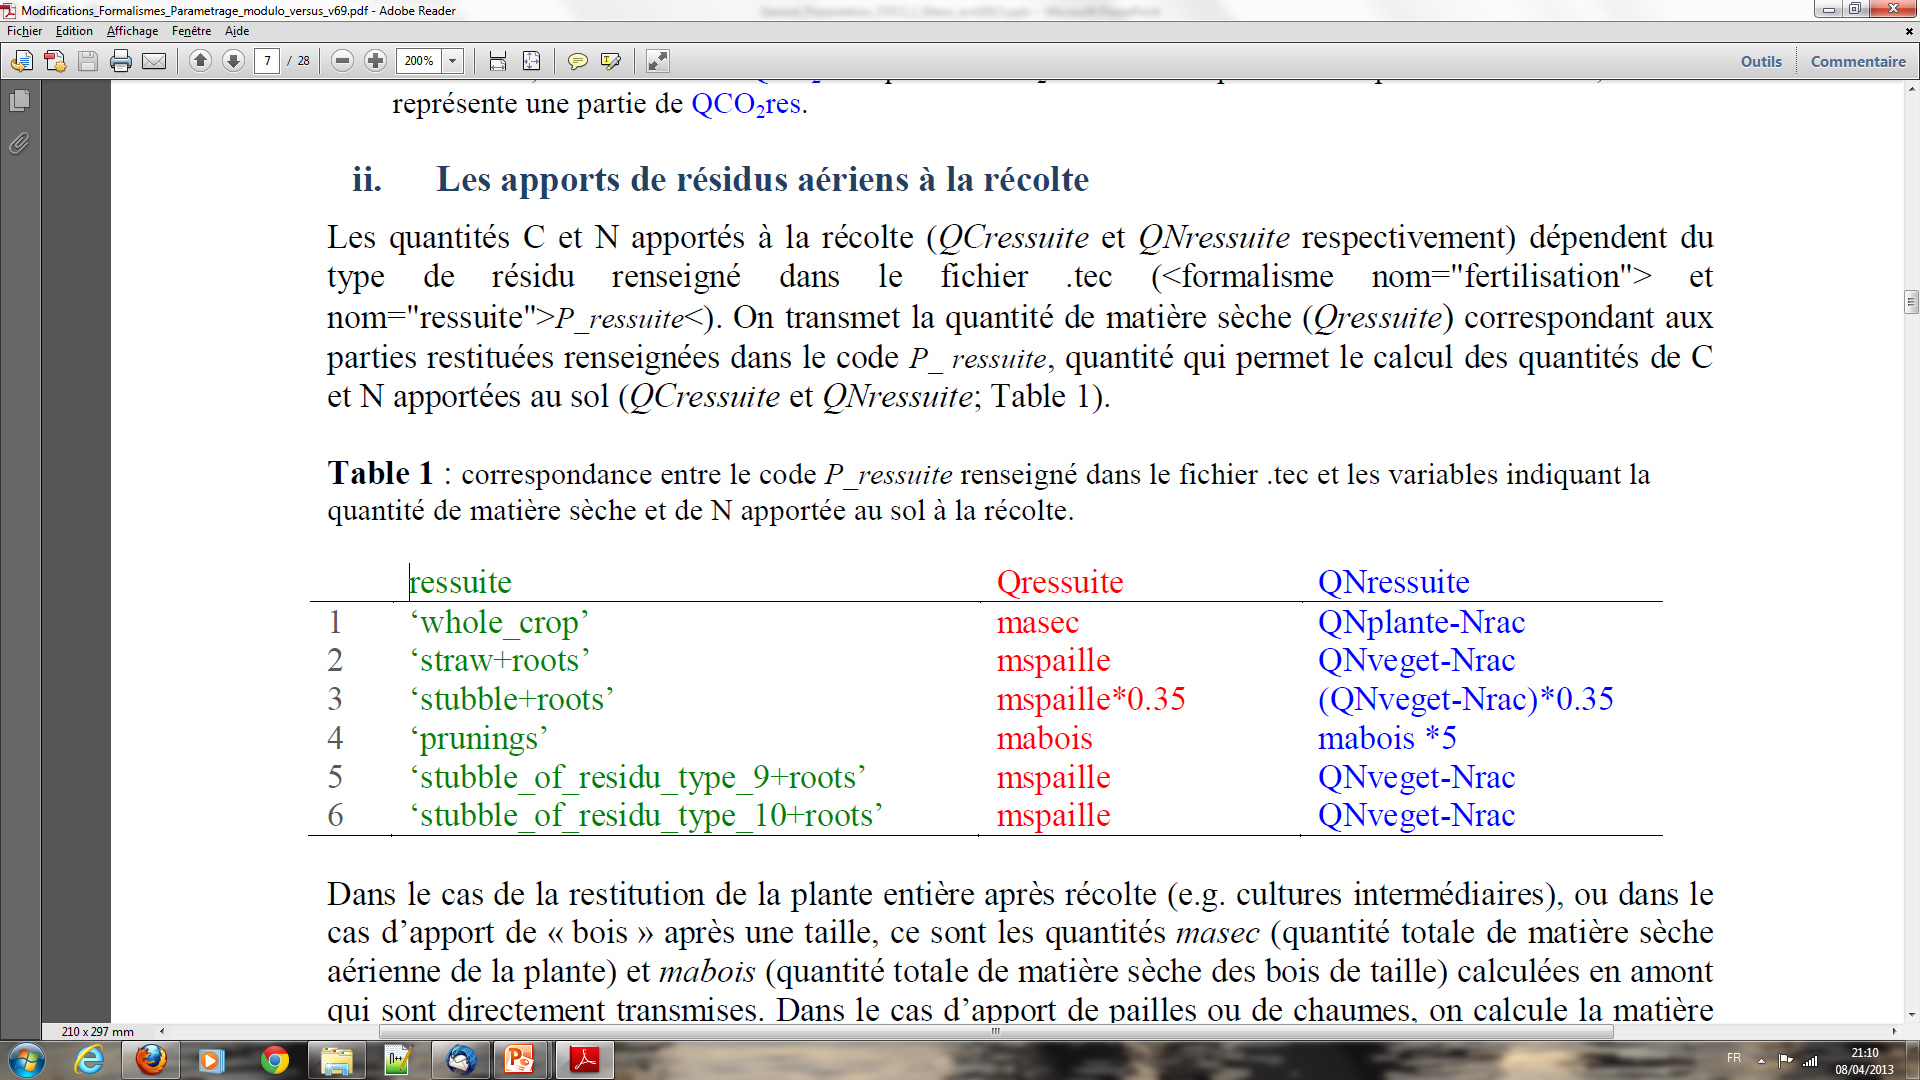 Modifications_Formalismes_Parametrage_modulo_versus_v69.pdf - Adobe Reader
Fichier Edition Affichage Fenêtre Aide
7 / 28 200% Outils Commentaire
représente une partie de QCO₂res.
ii. Les apports de résidus aériens à la récolte
Les quantités C et N apportés à la récolte (QCressuite et QNressuite respectivement) dépendent du
type de résidu renseigné dans le fichier .tec (<formalisme nom="fertilisation"> et
nom="ressuite">P_ressuite<). On transmet la quantité de matière sèche (Qressuite) correspondant aux
parties restituées renseignées dans le code P_ ressuite, quantité qui permet le calcul des quantités de C
et N apportées au sol (QCressuite et QNressuite; Table 1).
Table 1 : correspondance entre le code P_ressuite renseigné dans le fichier .tec et les variables indiquant la
quantité de matière sèche et de N apportée au sol à la récolte.
ressuite Qressuite QNressuite
1 ‘whole_crop’ masec QNplante-Nrac
2 ‘straw+roots’ mspaille QNveget-Nrac
3 ‘stubble+roots’ mspaille*0.35 (QNveget-Nrac)*0.35
4 ‘prunings’ mabois mabois *5
5 ‘stubble_of_residu_type_9+roots’ mspaille QNveget-Nrac
6 ‘stubble_of_residu_type_10+roots’ mspaille QNveget-Nrac
Dans le cas de la restitution de la plante entière après récolte (e.g. cultures intermédiaires), ou dans le
cas d’apport de « bois » après une taille, ce sont les quantités masec (quantité totale de matière sèche
aérienne de la plante) et mabois (quantité totale de matière sèche des bois de taille) calculées en amont
qui sont directement transmises. Dans le cas d’apport de pailles ou de chaumes, on calcule la matière
210 x 297 mm
FR 21:10
08/04/2013